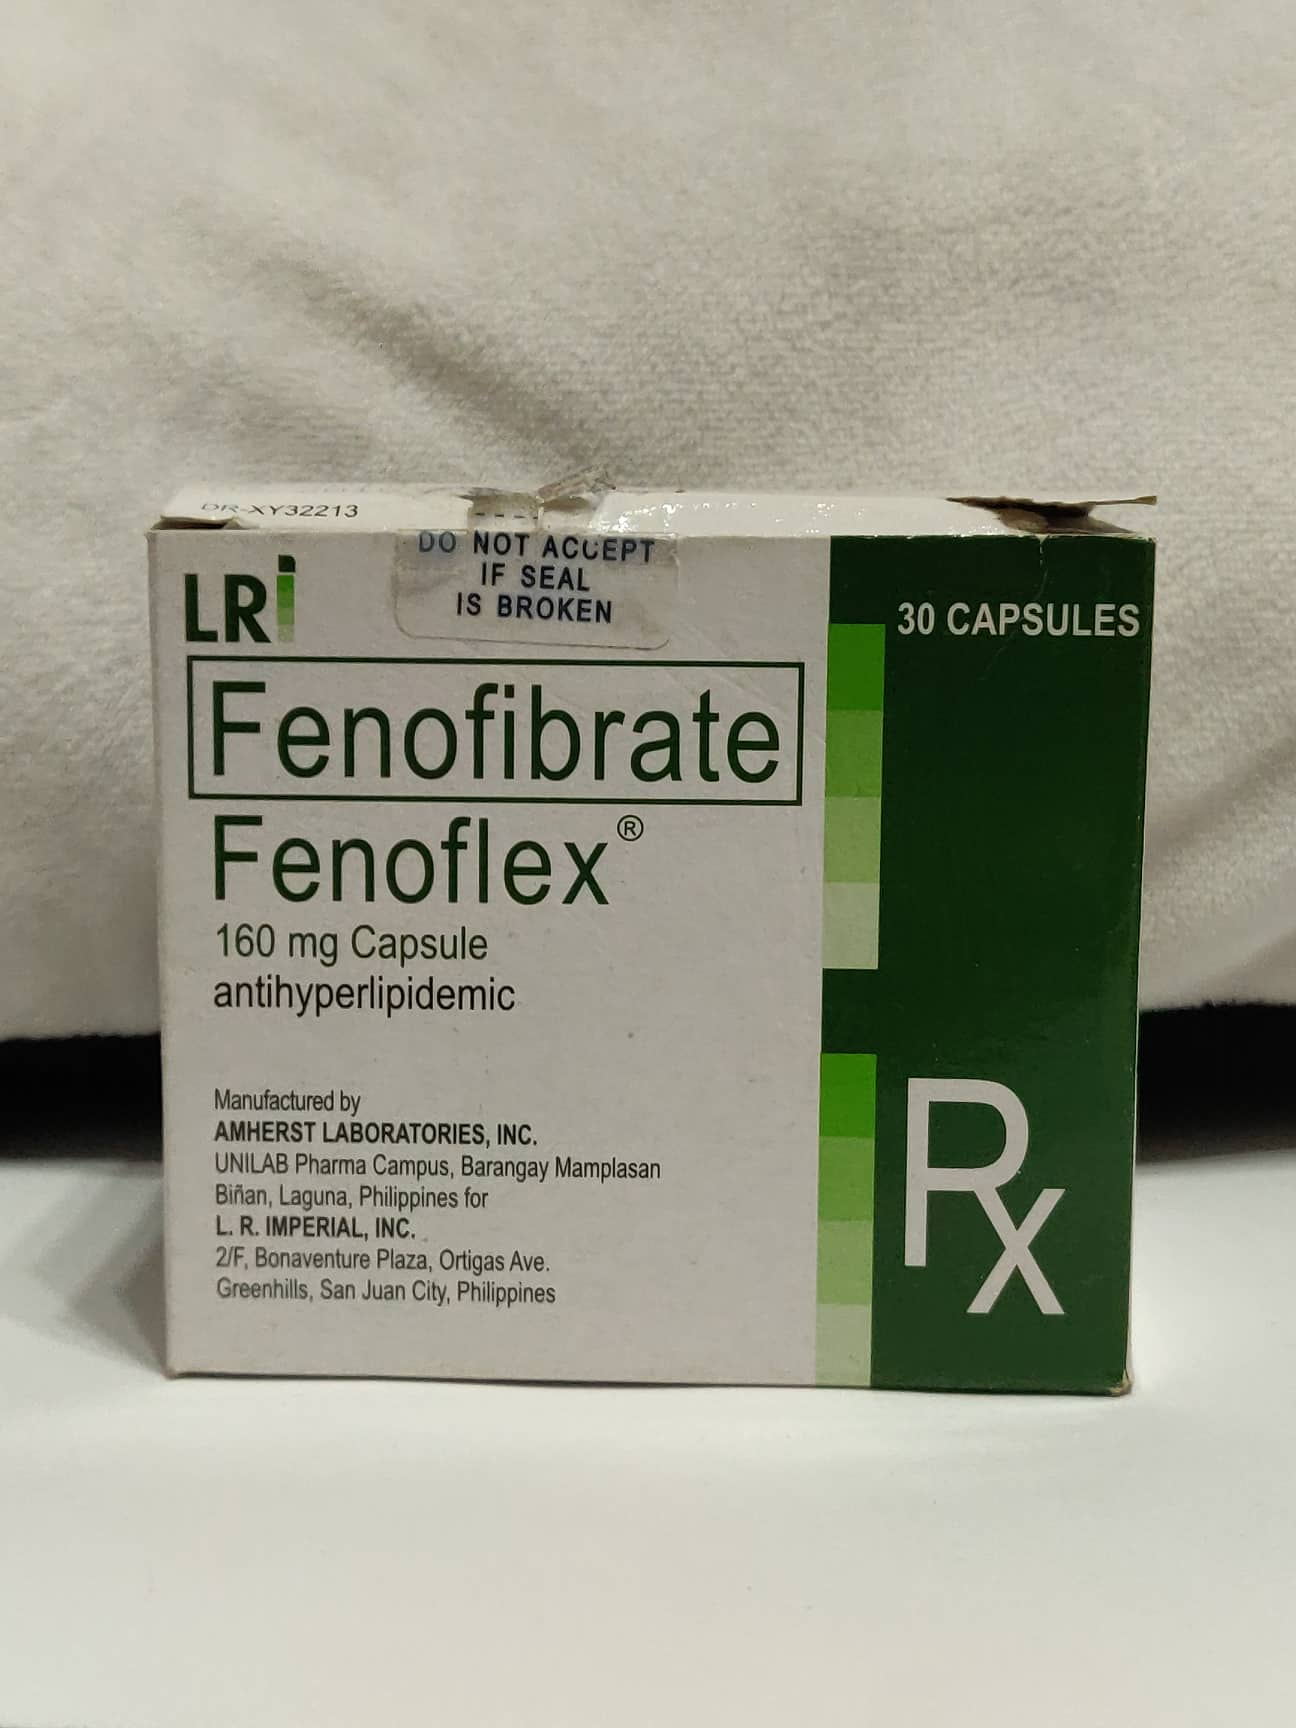 DR-XY32213
DO NOT ACCEPT
IF SEAL
IS BROKEN
LRi
30 CAPSULES
Fenofibrate
Fenoflex®
160 mg Capsule
antihyperlipidemic
Manufactured by
AMHERST LABORATORIES, INC.
UNILAB Pharma Campus, Barangay Mamplasan
Biñan, Laguna, Philippines for
L. R. IMPERIAL, INC.
2/F, Bonaventure Plaza, Ortigas Ave.
Greenhills, San Juan City, Philippines
Rx